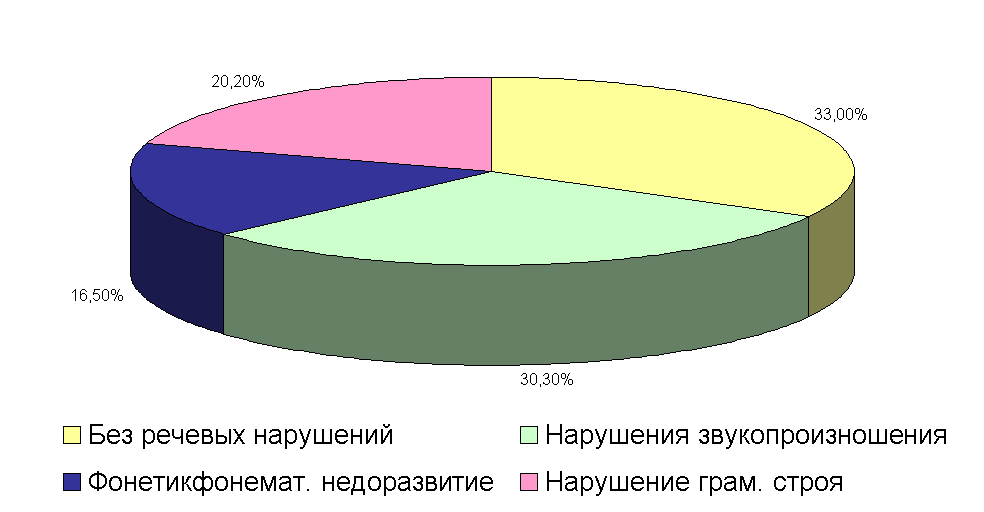 20,20%
33,00%
16,50%
30,30%
Без речевых нарушений
Нарушения звукопроизношения
Фонетикфонемат. недоразвитие
Нарушение грам. строя